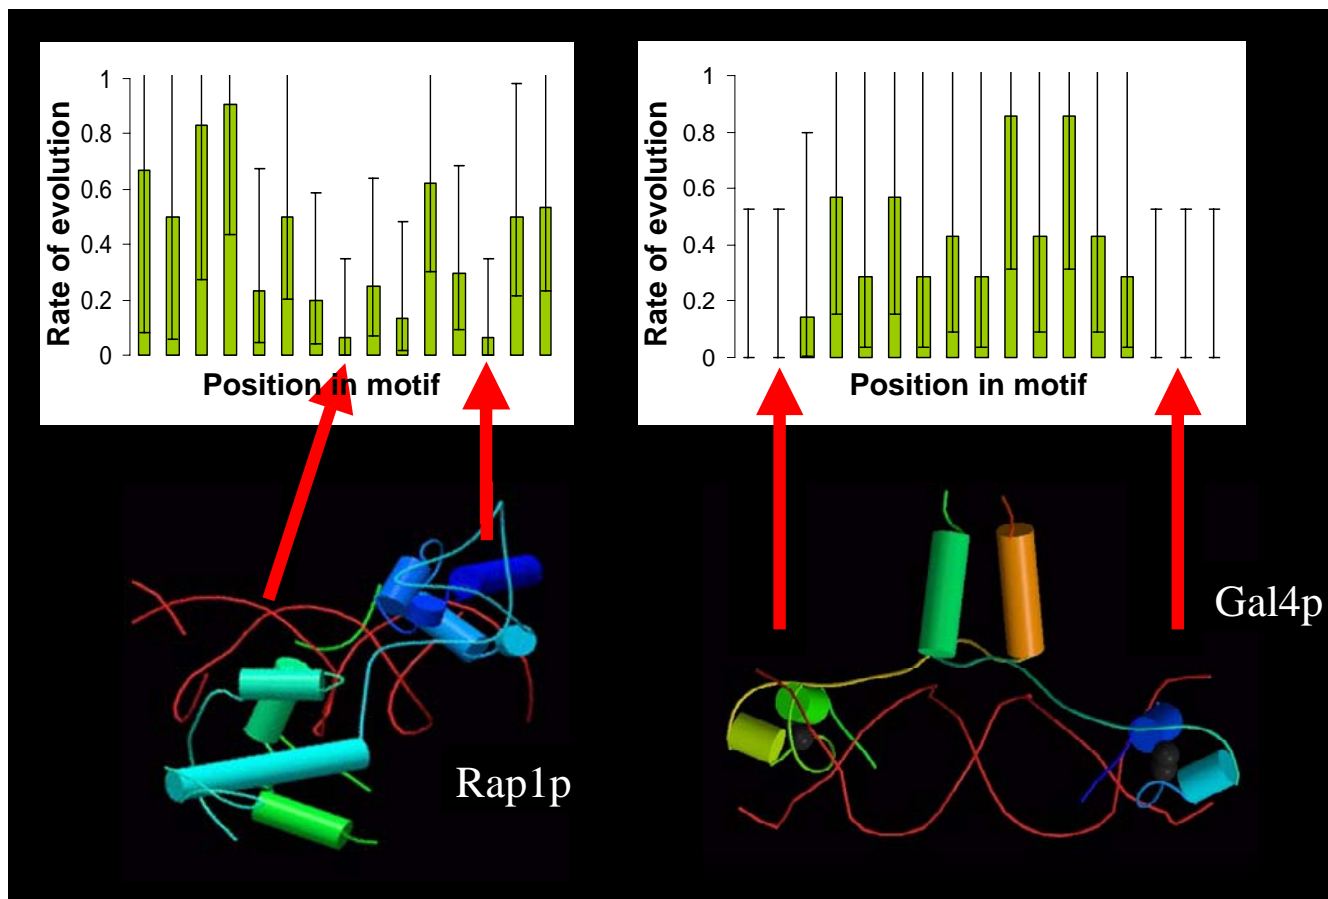 Rate of evolution
1
0.8
0.6
0.4
0.2
0
Position in motif
Rate of evolution
1
0.8
0.6
0.4
0.2
0
Position in motif
Rap1p
Gal4p